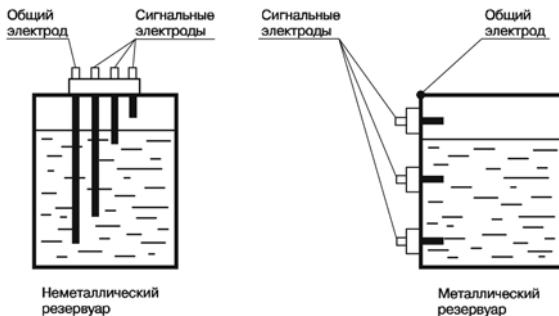 Общий
электрод
Сигнальные
электроды
Сигнальные
электроды
Общий
электрод
Неметаллический
резервуар
Металлический
резервуар